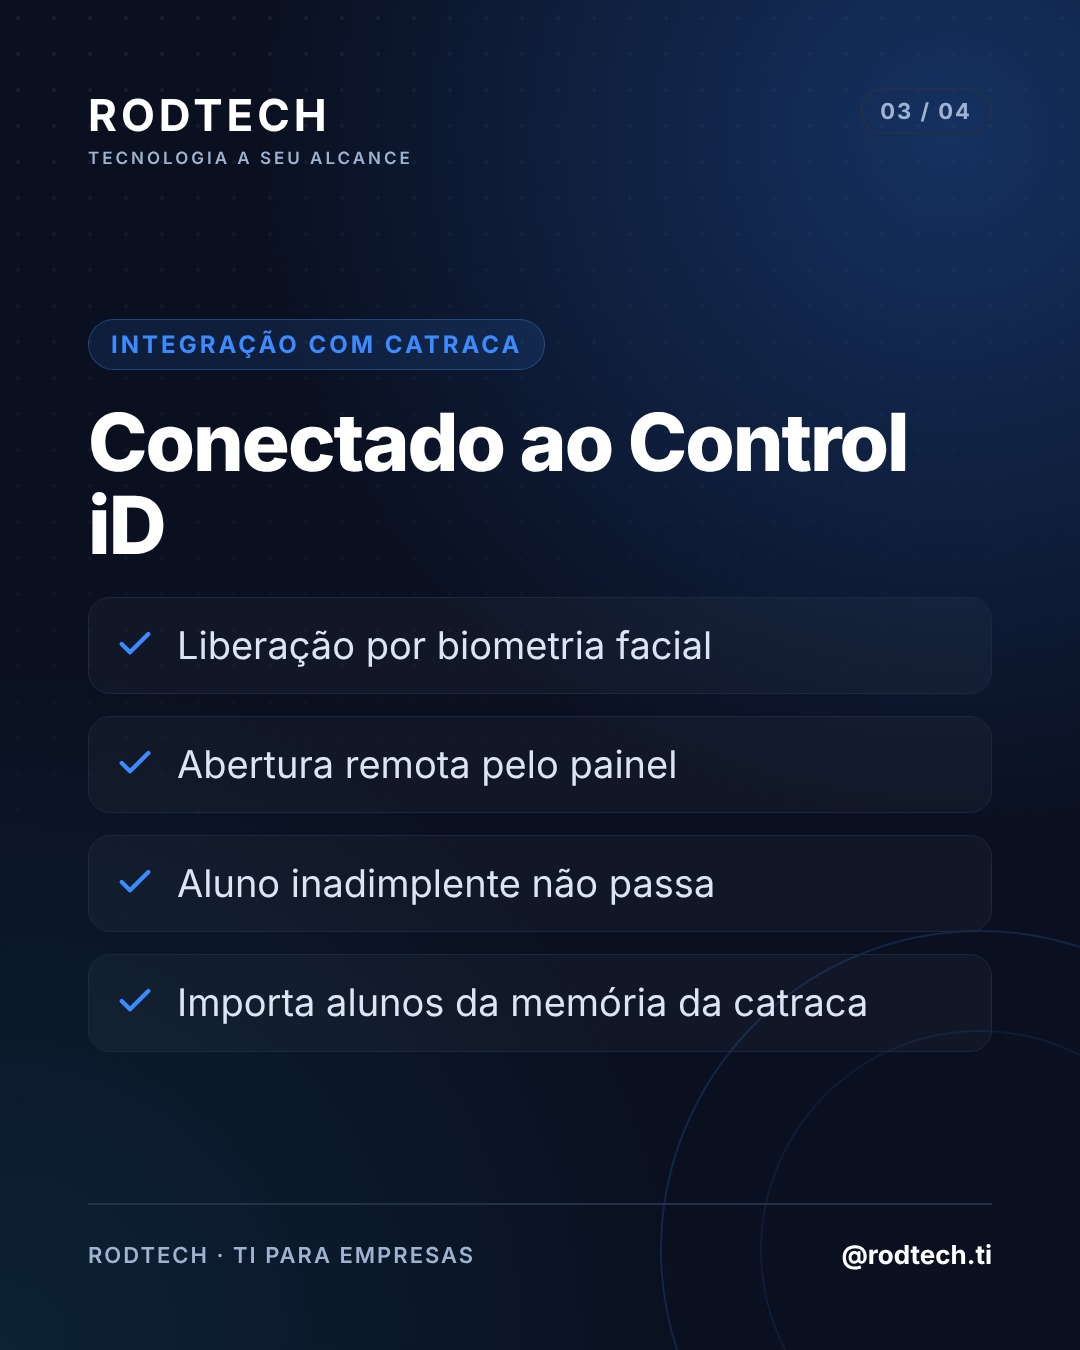 RODTECH
TECNOLOGIA A SEU ALCANCE
03 / 04
INTEGRAÇÃO COM CATRACA
Conectado ao Control
iD
Liberação por biometria facial
Abertura remota pelo painel
Aluno inadimplente não passa
Importa alunos da memória da catraca
RODTECH · TI PARA EMPRESAS
@rodtech.ti